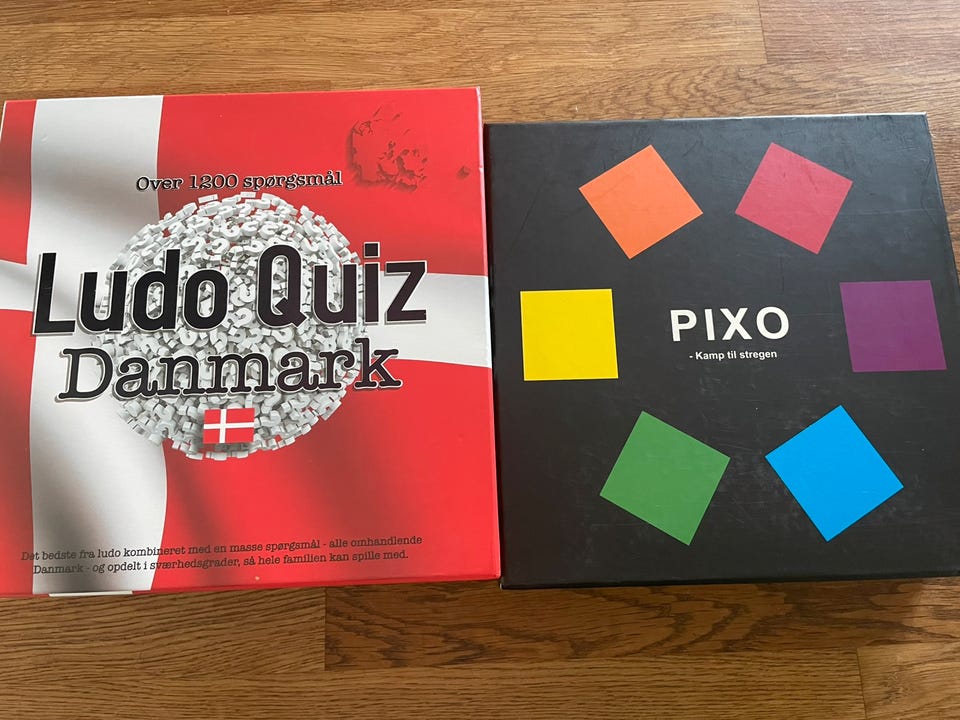 Over 1200 spørgsmål
Ludo Quiz
Danmark
Det bedste fra ludo kombineret med en masse spørgsmål - alle omhandlende
Danmark - og opdelt i sværhedsgrader, så hele familien kan spille med.
PIXO
- Kamp til stregen